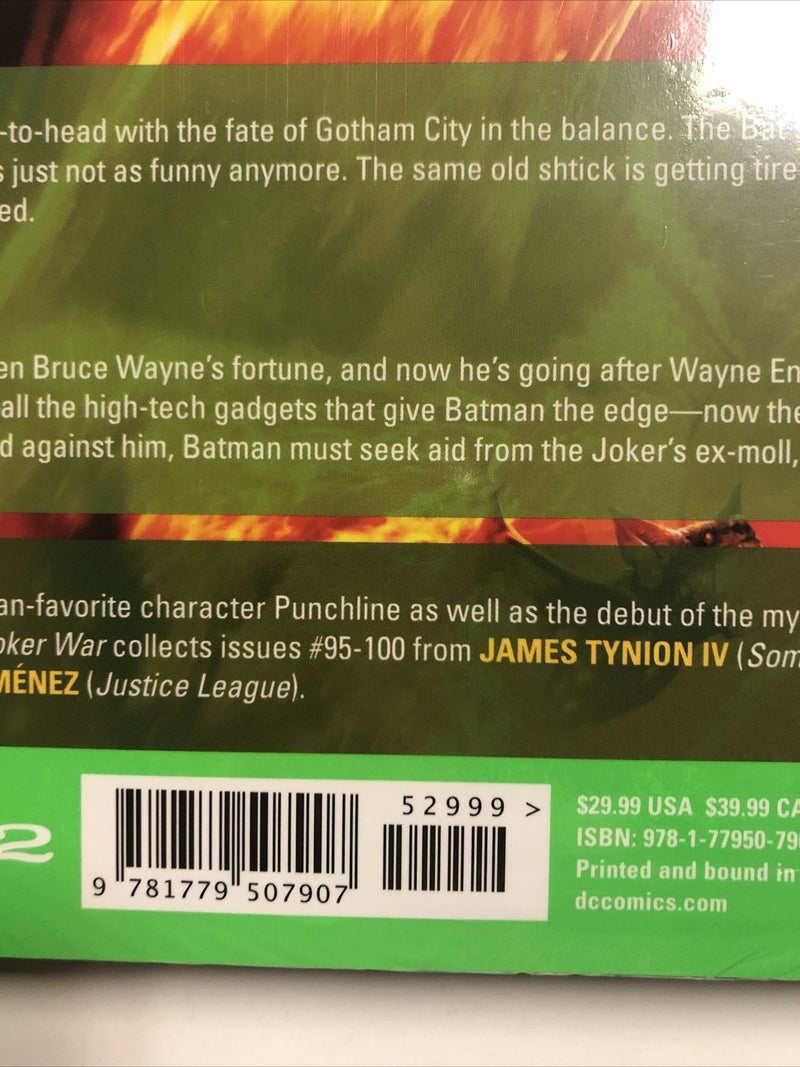 -to-head with the fate of Gotham City in the balance. The Bat
s just not as funny anymore. The same old shtick is getting tire
ed.
en Bruce Wayne's fortune, and now he's going after Wayne En
all the high-tech gadgets that give Batman the edge—now the
d against him, Batman must seek aid from the Joker's ex-moll,
an-favorite character Punchline as well as the debut of the my
oker War collects issues #95-100 from JAMES TYNION IV (Som
MÉNEZ (Justice League).
2
52999 >
9 781779 507907
$29.99 USA $39.99 CA
ISBN: 978-1-77950-790
Printed and bound in
dccomics.com